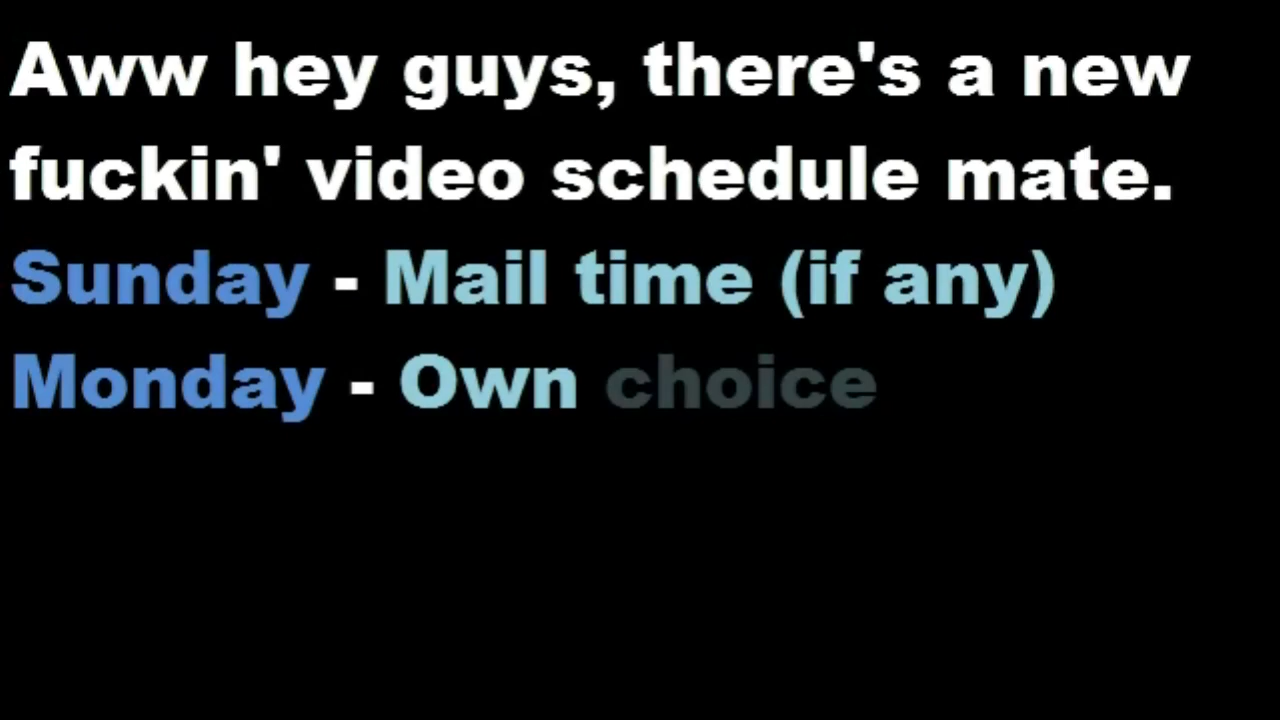 Aww hey guys, there's a new
fuckin' video schedule mate.
Sunday - Mail time (if any)
Monday - Own choice